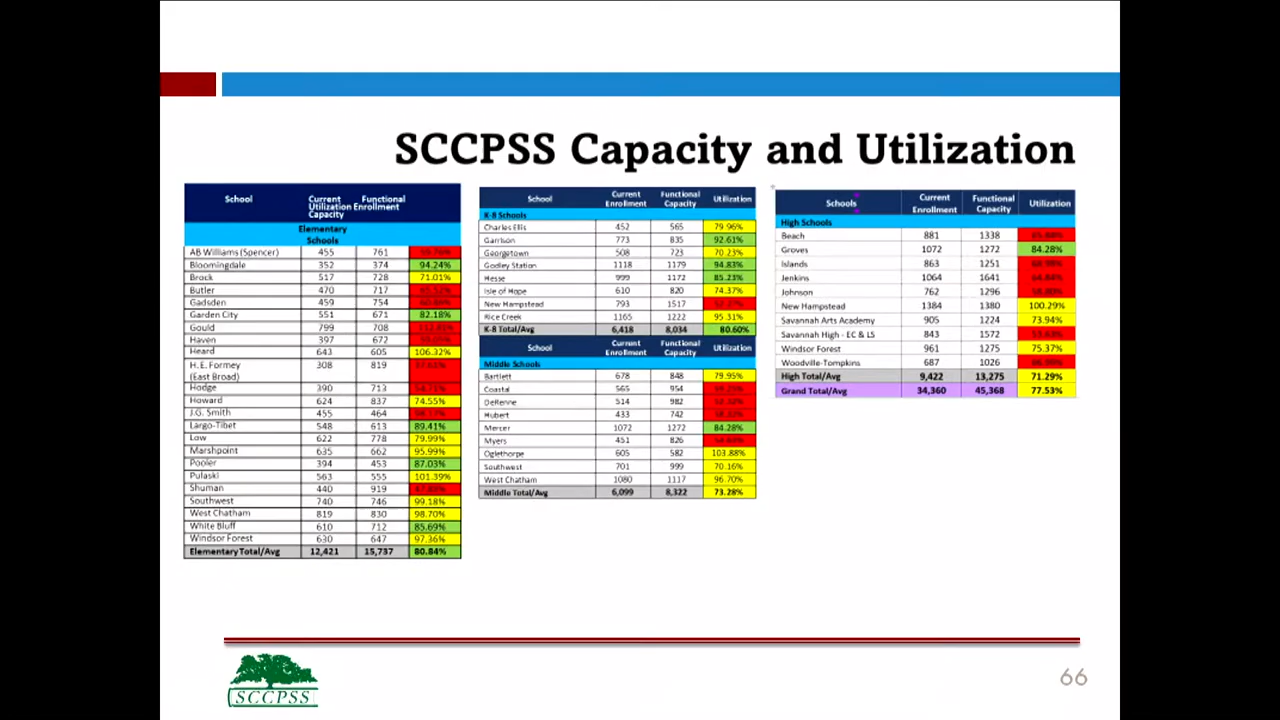 SCCPSS Capacity and Utilization
School Current Functional
Utilization Enrollment
Capacity
Elementary
Schools
AB Williams (Spencer) 455 761
Bloomingdale 352 374 94.24%
Brock 517 728 71.01%
Butler 470 717
Gadsden 459 754
Garden City 551 671 82.18%
Gould 799 708
Haven 397 672
Heard 643 605 106.32%
H.E. Formey 308 819
(East Broad)
Hodge 390 713
Howard 624 837 74.55%
J.G. Smith 455 464
Largo-Tibet 548 613 89.41%
Low 622 778 79.99%
Marshpoint 635 662 95.99%
Pooler 394 453 87.03%
Pulaski 563 555 101.39%
Shuman 440 919
Southwest 740 746 99.18%
West Chatham 819 830 98.70%
White Bluff 610 712 85.69%
Windsor Forest 630 647 97.36%
Elementary Total/Avg 12,421 15,737 80.84%
School Current Enrollment Functional Capacity Utilization
K-8 Schools
Charles Ellis 452 565 79.96%
Garrison 773 835 92.61%
Georgetown 508 723 70.23%
Godley Station 1118 1179 94.83%
Hesse 999 1172 85.23%
Isle of Hope 610 820 74.37%
New Hampstead 793 1517
Rice Creek 1165 1222 95.31%
K-8 Total/Avg 6,418 8,034 80.60%
School Current Enrollment Functional Capacity Utilization
Middle Schools
Bartlett 678 848 79.95%
Coastal 565 954
DeRenne 514 982
Hubert 433 742
Mercer 1072 1272 84.28%
Myers 451 826
Oglethorpe 605 582 103.88%
Southwest 701 999 70.16%
West Chatham 1080 1117 96.70%
Middle Total/Avg 6,099 8,322 73.28%
Schools Current Enrollment Functional Capacity Utilization
High Schools
Beach 881 1338
Groves 1072 1272 84.28%
Islands 863 1251
Jenkins 1064 1641
Johnson 762 1296
New Hampstead 1384 1380 100.29%
Savannah Arts Academy 905 1224 73.94%
Savannah High - EC & LS 843 1572
Windsor Forest 961 1275 75.37%
Woodville-Tompkins 687 1026
High Total/Avg 9,422 13,275 71.29%
Grand Total/Avg 34,360 45,368 77.53%
SCCPSS
66